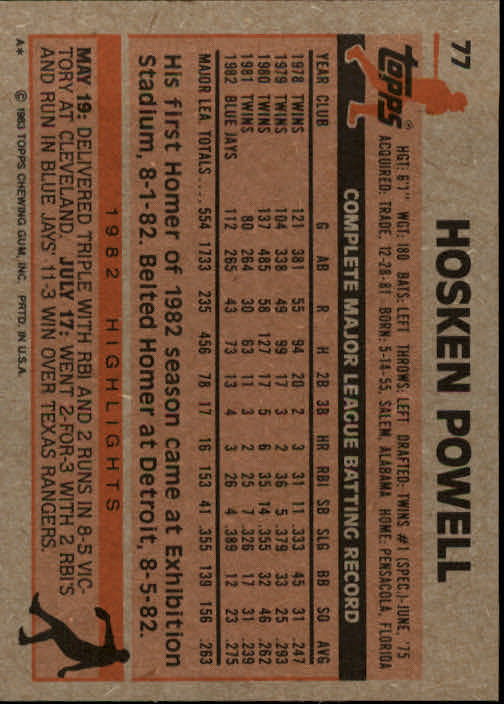 77
HOSKEN POWELL
topps®
HGT: 6'1" WGT: 180 BATS: LEFT THROWS: LEFT DRAFTED: TWINS #1 (SPEC.)-JUNE, '75
ACQUIRED: TRADE, 12-28-81 BORN: 5-14-55, SALEM, ALABAMA HOME: PENSACOLA, FLORIDA
COMPLETE MAJOR LEAGUE BATTING RECORD
YEAR CLUB G AB R H 2B 3B HR RBI SB SLG BB SO AVG
1978 TWINS 121 381 55 94 20 2 3 31 11 .333 45 31 .247
1979 TWINS 104 338 49 99 17 3 2 36 5 .379 33 25 .293
1980 TWINS 137 485 58 127 17 5 6 35 14 .355 32 46 .262
1981 TWINS 80 264 30 63 11 3 2 25 7 .326 17 31 .239
1982 BLUE JAYS 112 265 43 73 13 4 3 26 4 .389 12 23 .275
MAJOR LEA. TOTALS .... 554 1733 235 456 78 17 16 153 41 .355 139 156 .263
His first Homer of 1982 season came at Exhibition
Stadium, 8-1-82. Belted Homer at Detroit, 8-5-82.
1982 HIGHLIGHTS
MAY 19: DELIVERED TRIPLE WITH RBI AND 2 RUNS IN 8-5 VIC-
TORY AT CLEVELAND. JULY 17: WENT 2-FOR-3 WITH 2 RBI'S
AND RUN IN BLUE JAYS' 11-3 WIN OVER TEXAS RANGERS.
A* © 1983 TOPPS CHEWING GUM, INC. PRTD. IN U.S.A.